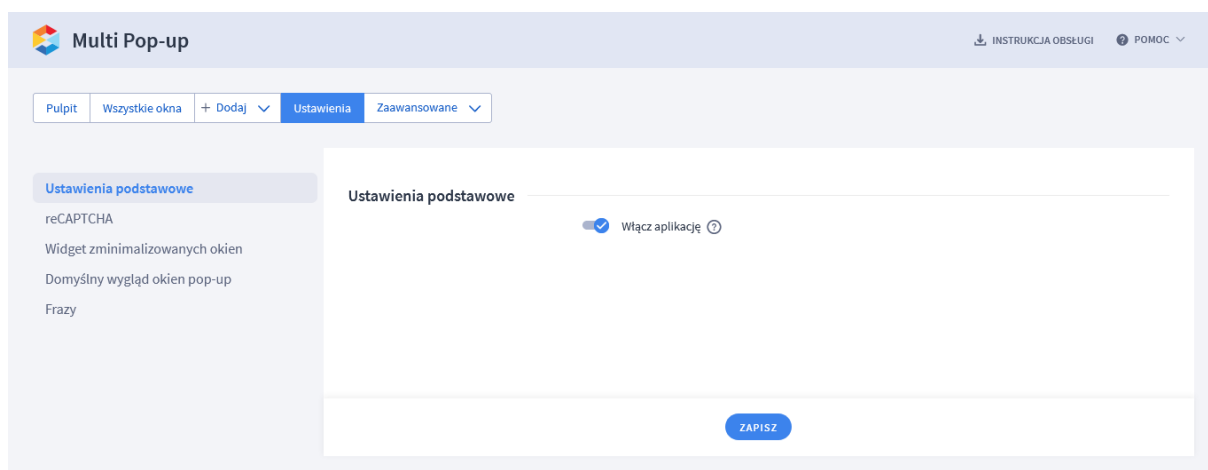 Multi Pop-up
INSTRUKCJA OBSŁUGI
POMOC
Pulpit
Wszystkie okna
+ Dodaj
Ustawienia
Zaawansowane
Ustawienia podstawowe
reCAPTCHA
Widget zminimalizowanych okien
Domyślny wygląd okien pop-up
Frazy
Ustawienia podstawowe
Włącz aplikację
ZAPISZ